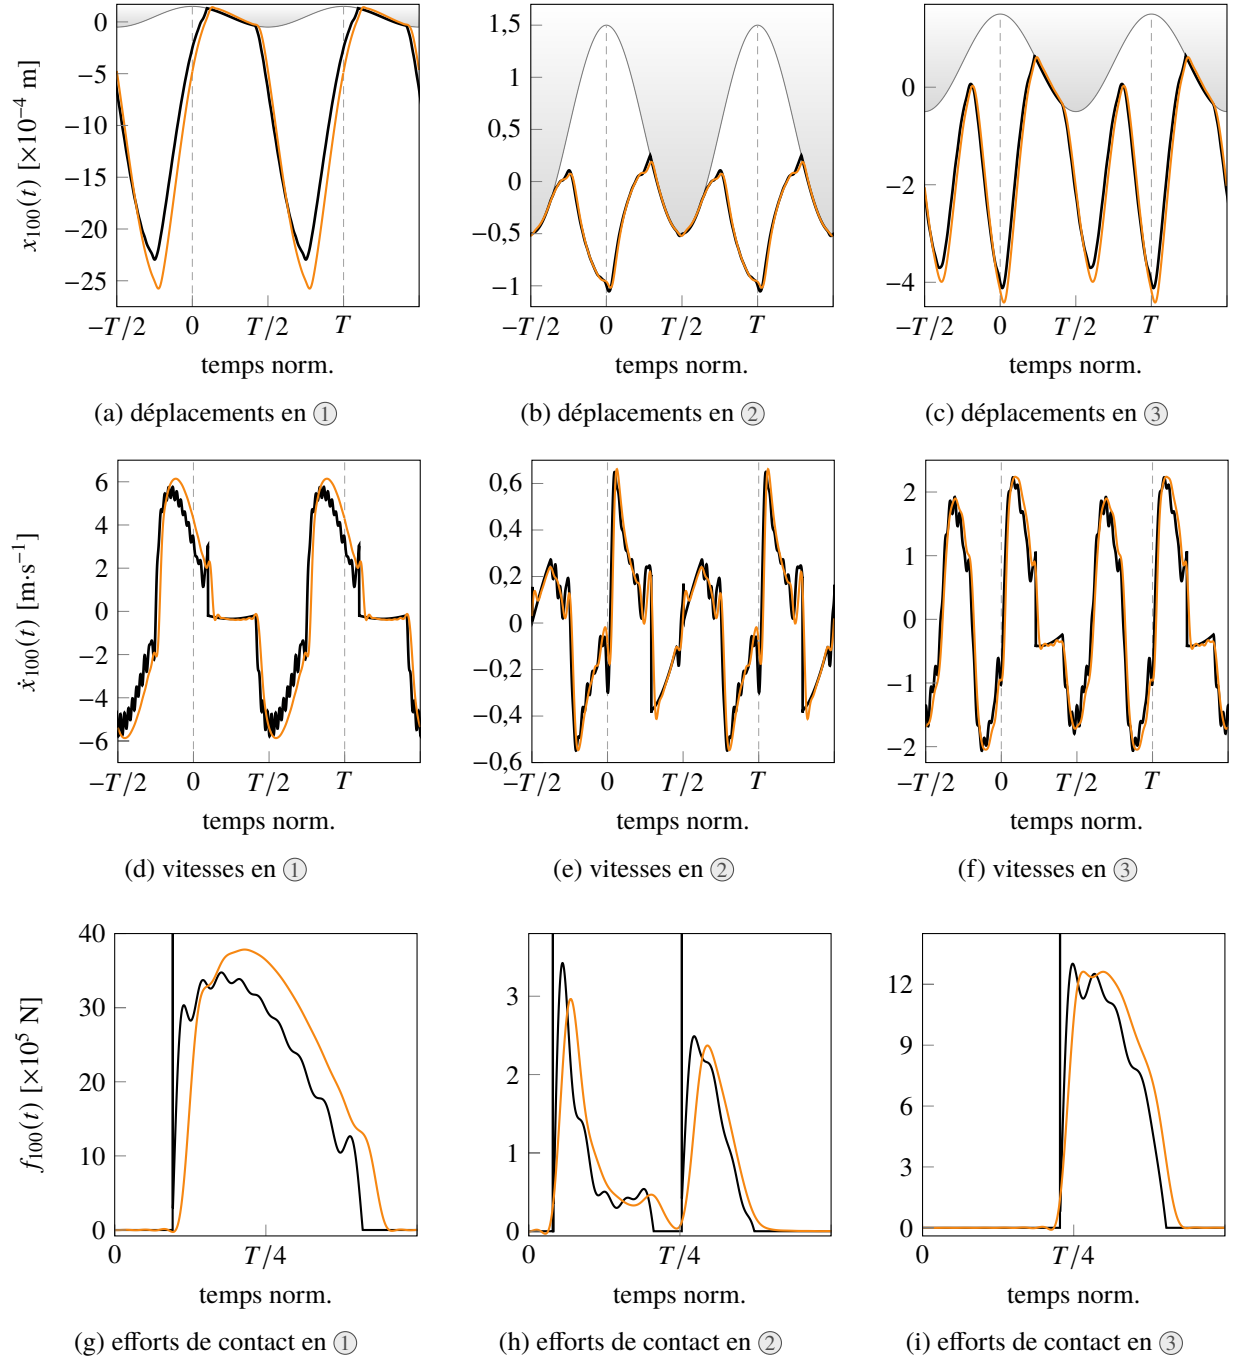 x₁₀₀(t) [×10⁻⁴ m]
0
−5
−10
−15
−20
−25
−T/2 0 T/2 T
temps norm.
(a) déplacements en ①
1,5
1
0,5
0
−0,5
−1
−T/2 0 T/2 T
temps norm.
(b) déplacements en ②
0
−2
−4
−T/2 0 T/2 T
temps norm.
(c) déplacements en ③
ẋ₁₀₀(t) [m·s⁻¹]
6
4
2
0
−2
−4
−6
−T/2 0 T/2 T
temps norm.
(d) vitesses en ①
0,6
0,4
0,2
0
−0,2
−0,4
−0,6
−T/2 0 T/2 T
temps norm.
(e) vitesses en ②
2
1
0
−1
−2
−T/2 0 T/2 T
temps norm.
(f) vitesses en ③
f₁₀₀(t) [×10⁵ N]
40
30
20
10
0
0 T/4
temps norm.
(g) efforts de contact en ①
3
2
1
0
0 T/4
temps norm.
(h) efforts de contact en ②
12
9
6
3
0
0 T/4
temps norm.
(i) efforts de contact en ③